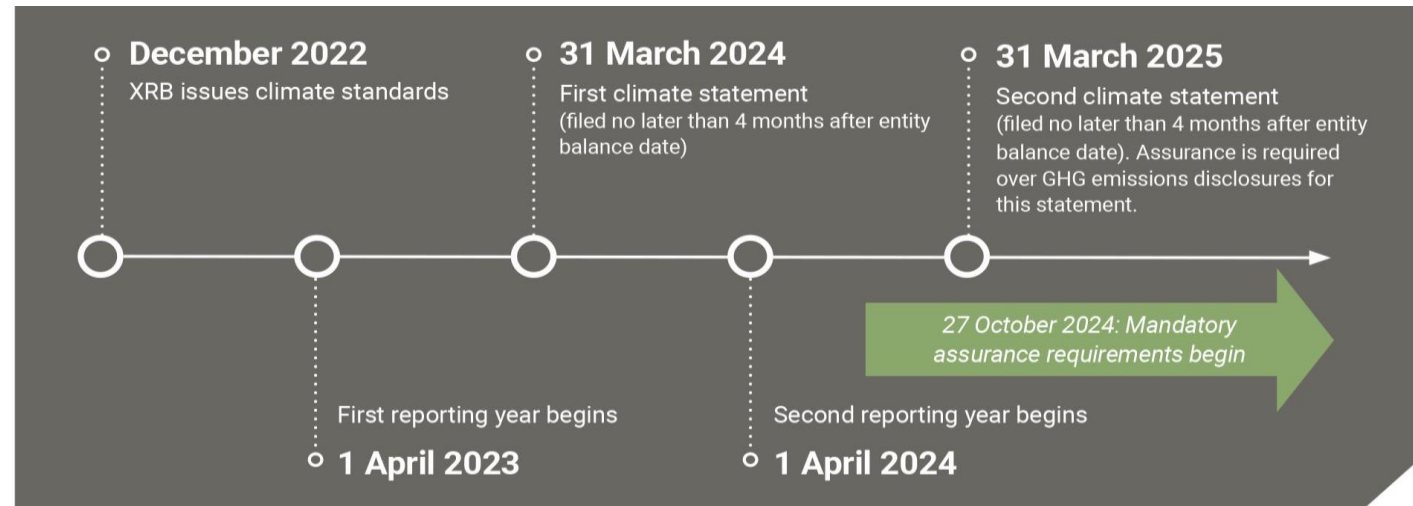 December 2022
XRB issues climate standards
31 March 2024
First climate statement
(filed no later than 4 months after entity
balance date)
31 March 2025
Second climate statement
(filed no later than 4 months after entity
balance date). Assurance is required
over GHG emissions disclosures for
this statement.
27 October 2024: Mandatory
assurance requirements begin
First reporting year begins
1 April 2023
Second reporting year begins
1 April 2024